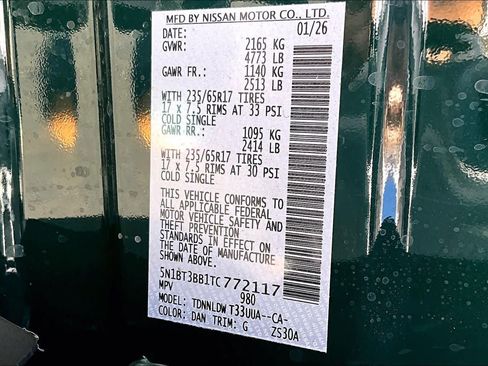 MFD BY NISSAN MOTOR CO., LTD.
DATE: 01/26
GVWR: 2165 KG
4773 LB
GAWR FR.: 1140 KG
2513 LB
WITH 235/65R17 TIRES
17 x 7.5 RIMS AT 33 PSI
COLD SINGLE
GAWR RR.: 1095 KG
2414 LB
WITH 235/65R17 TIRES
17 x 7.5 RIMS AT 30 PSI
COLD SINGLE
THIS VEHICLE CONFORMS TO
ALL APPLICABLE FEDERAL
MOTOR VEHICLE SAFETY AND
THEFT PREVENTION
STANDARDS IN EFFECT ON
THE DATE OF MANUFACTURE
SHOWN ABOVE.
5N1BT3BB1TC772117
MPV 980
MODEL: TDNNLDW T33UUA--CA-
COLOR: DAN TRIM: G ZS30A